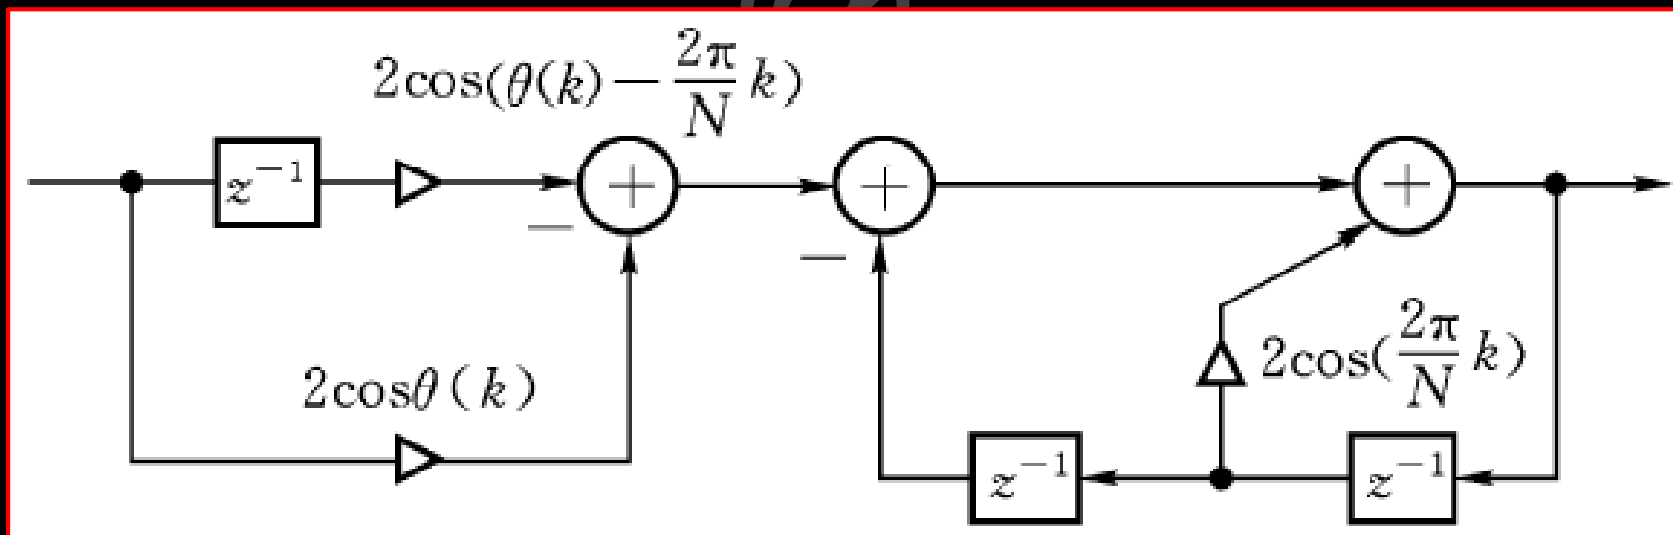 2cos(θ(k)−2π/N k)
z⁻¹
+
+
+
−
−
2cosθ(k)
2cos(2π/N k)
z⁻¹
z⁻¹